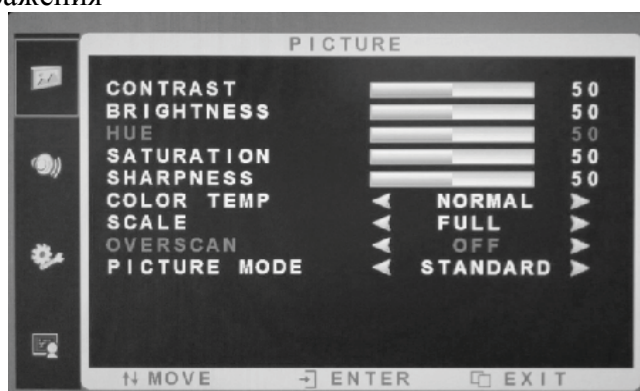 ажения
PICTURE
CONTRAST 50
BRIGHTNESS 50
HUE 50
SATURATION 50
SHARPNESS 50
COLOR TEMP NORMAL
SCALE FULL
OVERSCAN OFF
PICTURE MODE STANDARD
MOVE ENTER EXIT